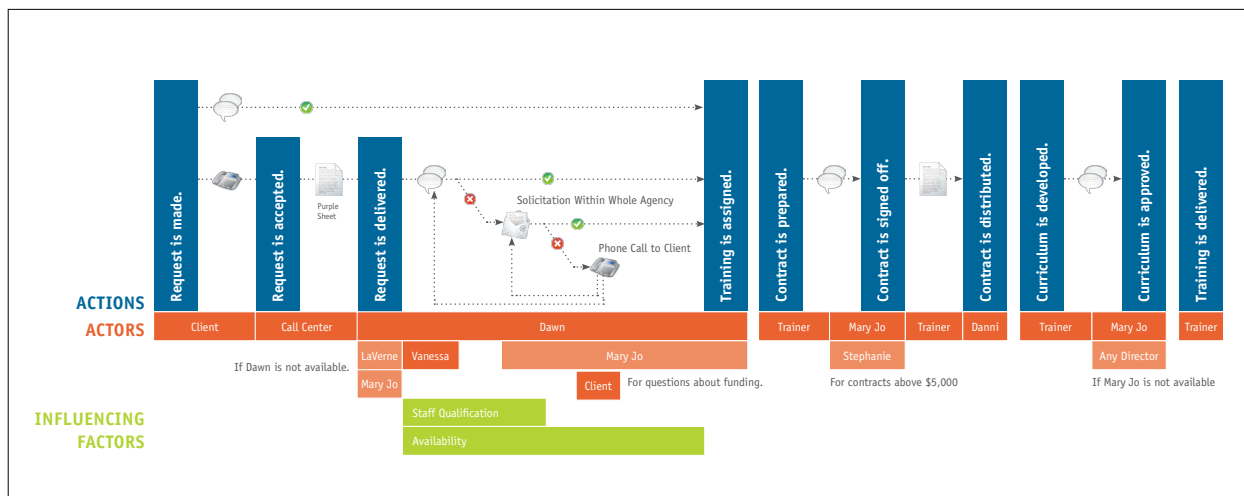 Request is made.
Request is accepted.
Request is delivered.
Training is assigned.
Contract is prepared.
Contract is signed off.
Contract is distributed.
Curriculum is developed.
Curriculum is approved.
Training is delivered.
Purple
Sheet
Solicitation Within Whole Agency
Phone Call to Client
ACTIONS
ACTORS
Client
Call Center
Dawn
Trainer
Mary Jo
Trainer
Danni
Trainer
Mary Jo
Trainer
If Dawn is not available.
LaVerne
Vanessa
Mary Jo
Stephanie
Any Director
Mary Jo
Client
For questions about funding.
For contracts above $5,000
If Mary Jo is not available
INFLUENCING
FACTORS
Staff Qualification
Availability